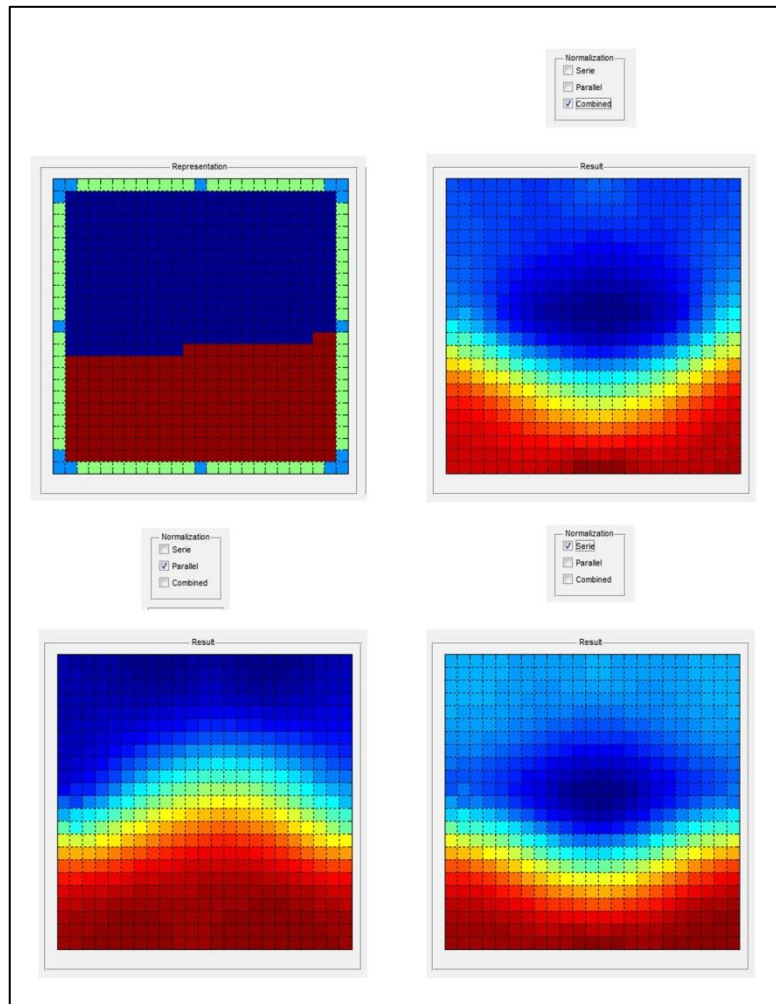 Normalization
Serie
Parallel
Combined
Representation
Result
Normalization
Serie
Parallel
Combined
Normalization
Serie
Parallel
Combined
Result
Result